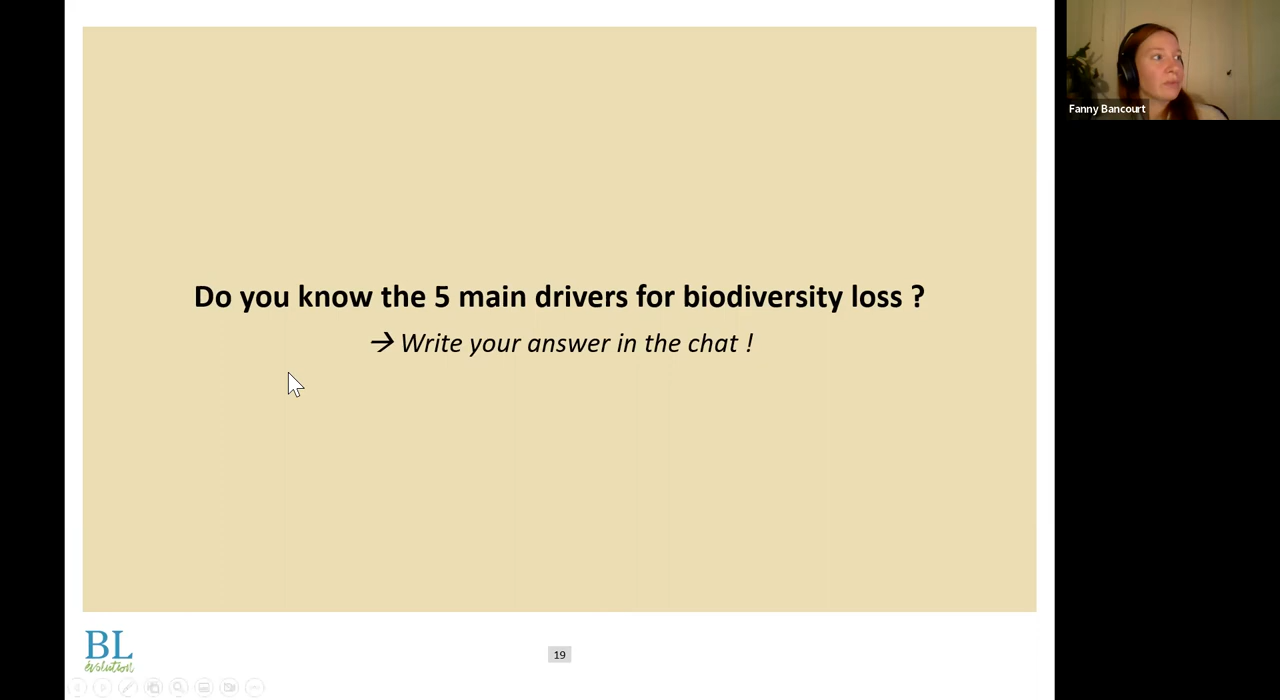 Fanny Bancourt
Do you know the 5 main drivers for biodiversity loss ?
→ Write your answer in the chat !
BL
évolution
19